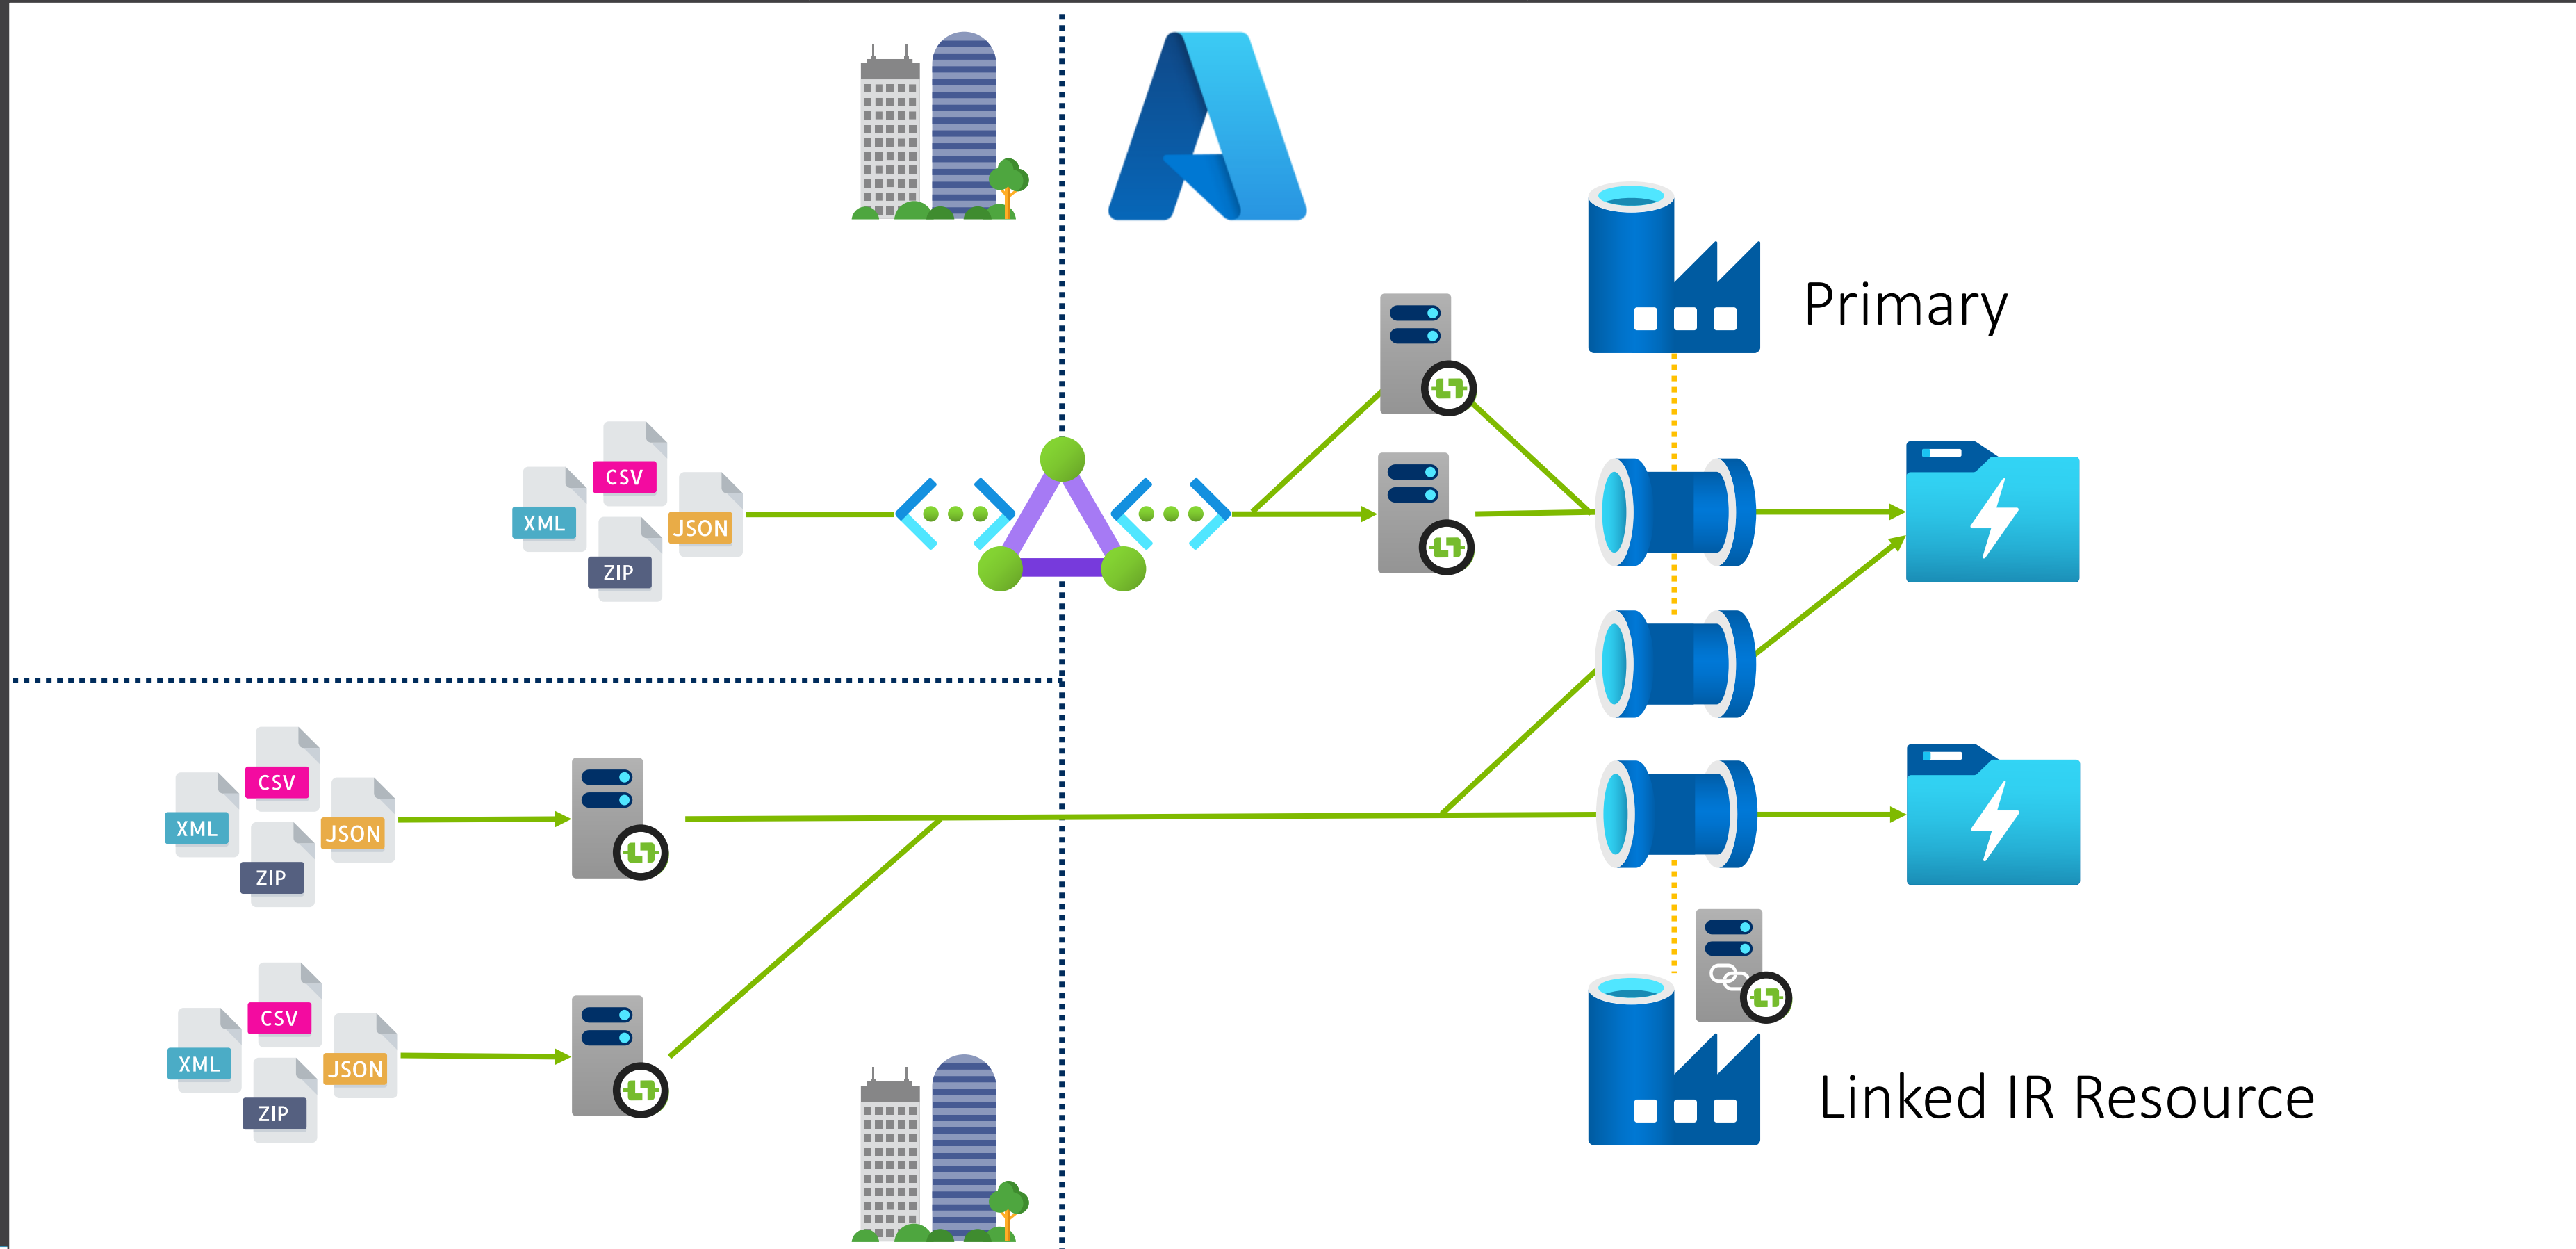 Primary
CSV
XML
JSON
ZIP
CSV
XML
JSON
ZIP
CSV
XML
JSON
ZIP
Linked IR Resource